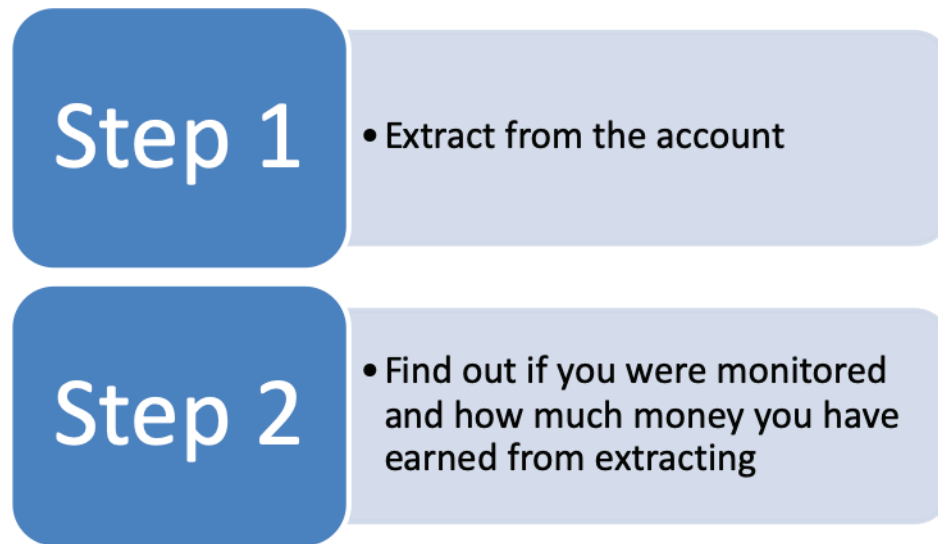 Step 1
• Extract from the account
Step 2
• Find out if you were monitored
and how much money you have
earned from extracting